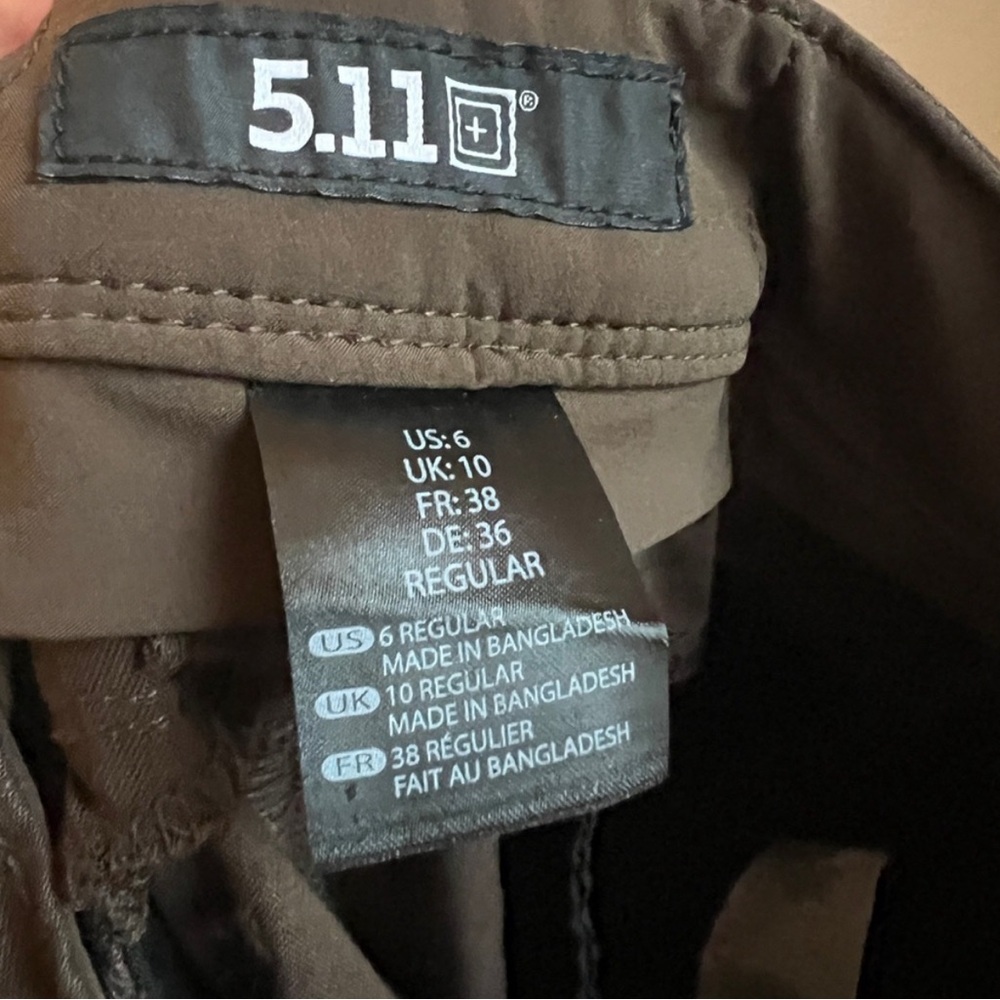 5.11®
US: 6
UK: 10
FR: 38
DE: 36
REGULAR
US 6 REGULAR
MADE IN BANGLADESH
UK 10 REGULAR
MADE IN BANGLADESH
FR 38 RÉGULIER
FAIT AU BANGLADESH